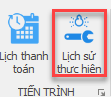 Lịch thanh toán
Lịch sử thực hiện
TIẾN TRÌNH